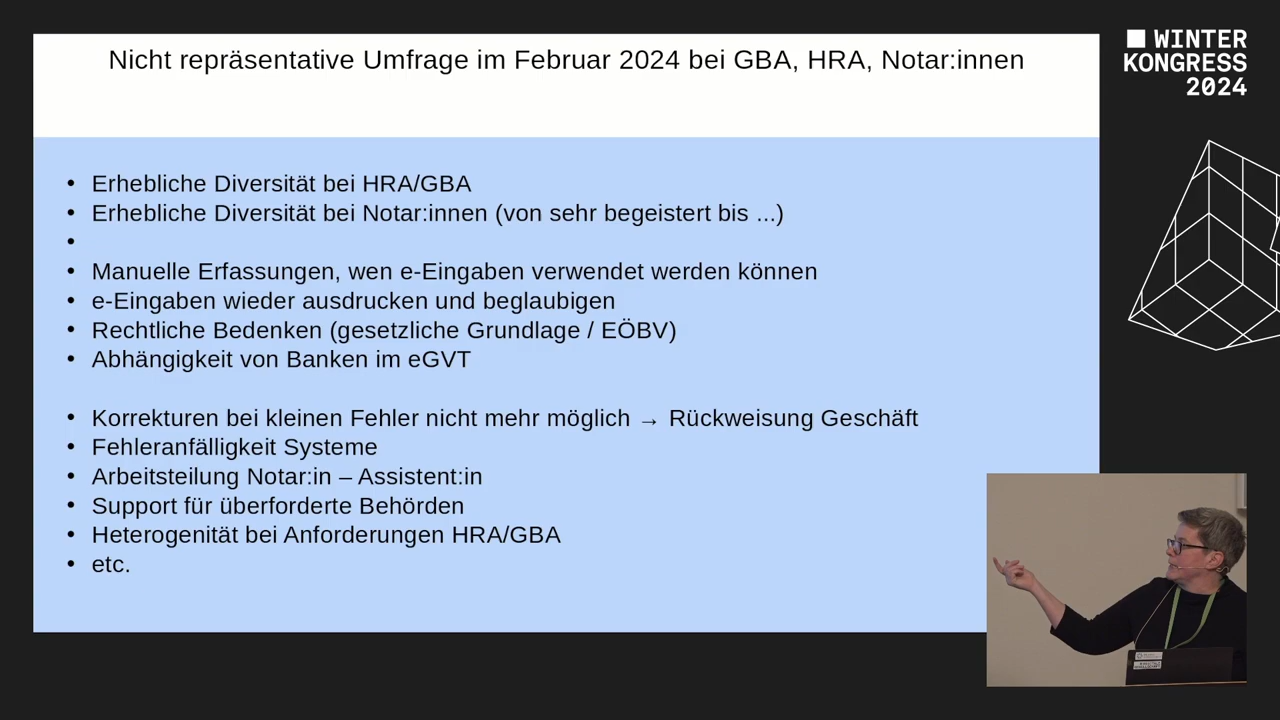 Nicht repräsentative Umfrage im Februar 2024 bei GBA, HRA, Notar:innen
• Erhebliche Diversität bei HRA/GBA
• Erhebliche Diversität bei Notar:innen (von sehr begeistert bis ...)
•
• Manuelle Erfassungen, wen e-Eingaben verwendet werden können
• e-Eingaben wieder ausdrucken und beglaubigen
• Rechtliche Bedenken (gesetzliche Grundlage / EÖBV)
• Abhängigkeit von Banken im eGVT
• Korrekturen bei kleinen Fehler nicht mehr möglich → Rückweisung Geschäft
• Fehleranfälligkeit Systeme
• Arbeitsteilung Notar:in – Assistent:in
• Support für überforderte Behörden
• Heterogenität bei Anforderungen HRA/GBA
• etc.
WINTER
KONGRESS
2024